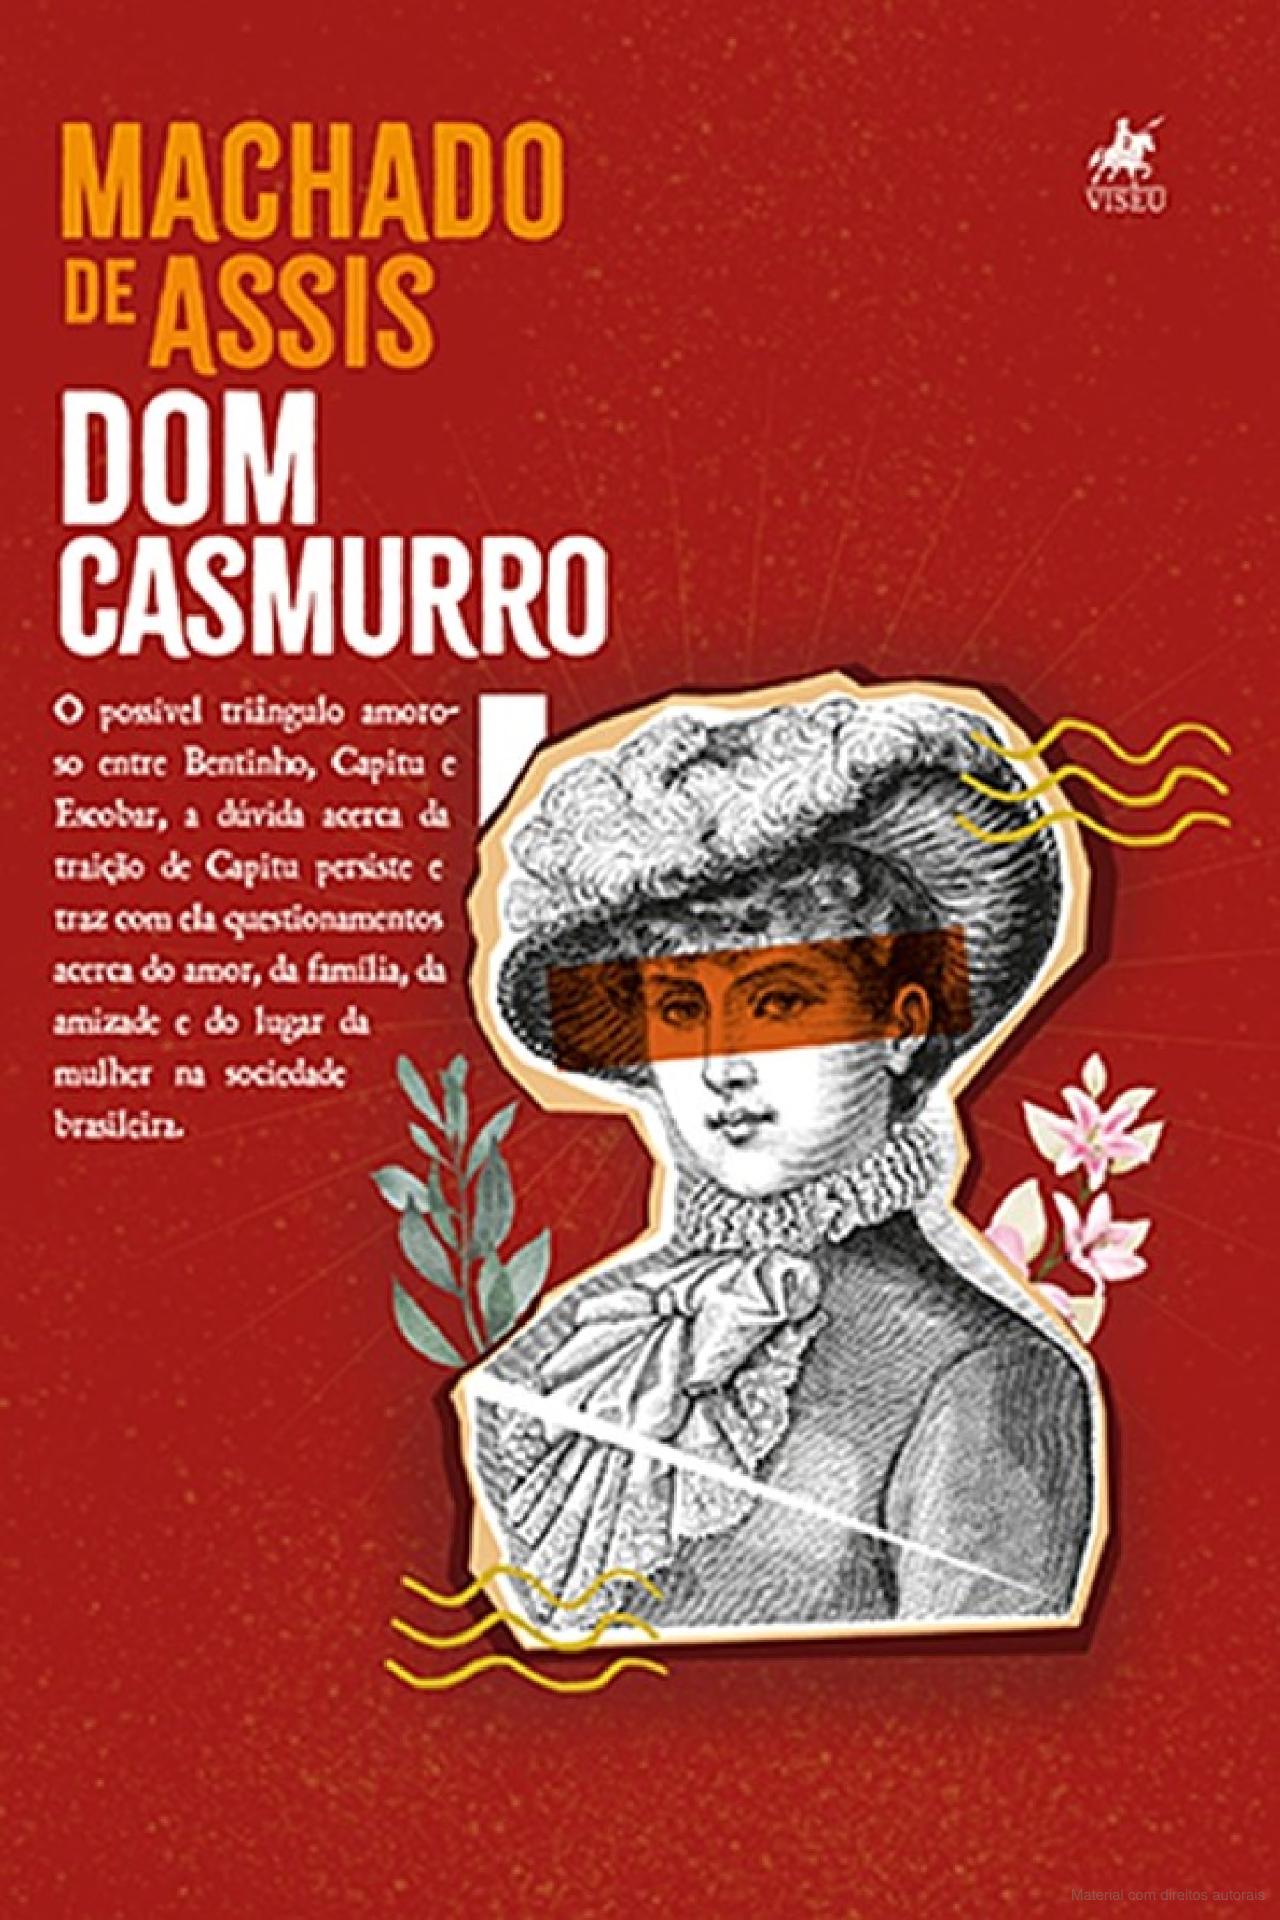 MACHADO
DE ASSIS
DOM
CASMURRO
VISEU
O possível triângulo amoro-
so entre Bentinho, Capitu e
Escobar, a dúvida acerca da
traição de Capitu persiste e
traz com ela questionamentos
acerca do amor, da família, da
amizade e do lugar da
mulher na sociedade
brasileira.
Material com direitos autorais